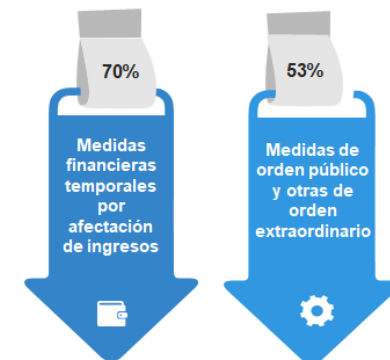 70%
Medidas
financieras
temporales
por
afectación
de ingresos
53%
Medidas de
orden público
y otras de
orden
extraordinario